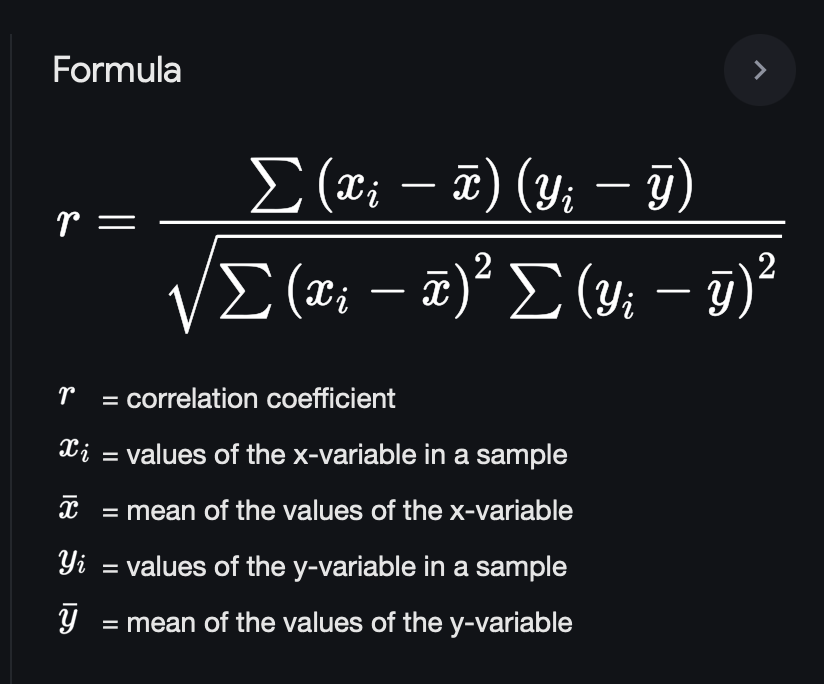 Formula
r = ∑ (xᵢ − x̄) (yᵢ − ȳ) / √ ∑ (xᵢ − x̄)² ∑ (yᵢ − ȳ)²
r = correlation coefficient
xᵢ = values of the x-variable in a sample
x̄ = mean of the values of the x-variable
yᵢ = values of the y-variable in a sample
ȳ = mean of the values of the y-variable